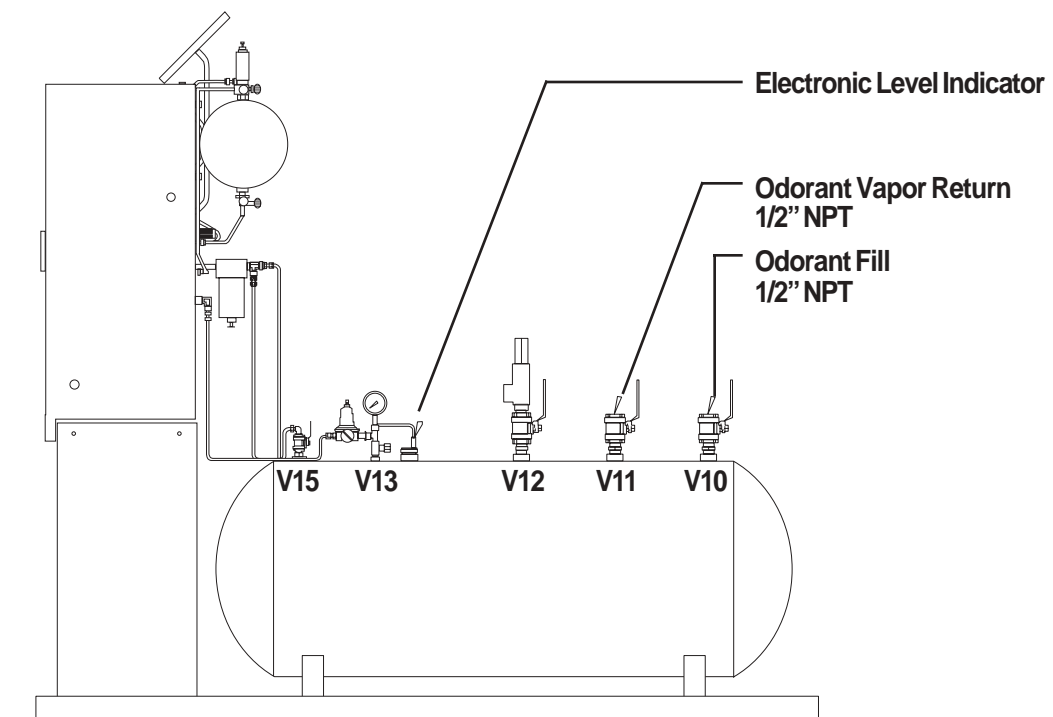 Electronic Level Indicator
Odorant Vapor Return
1/2” NPT
Odorant Fill
1/2” NPT
V15 V13 V12 V11 V10